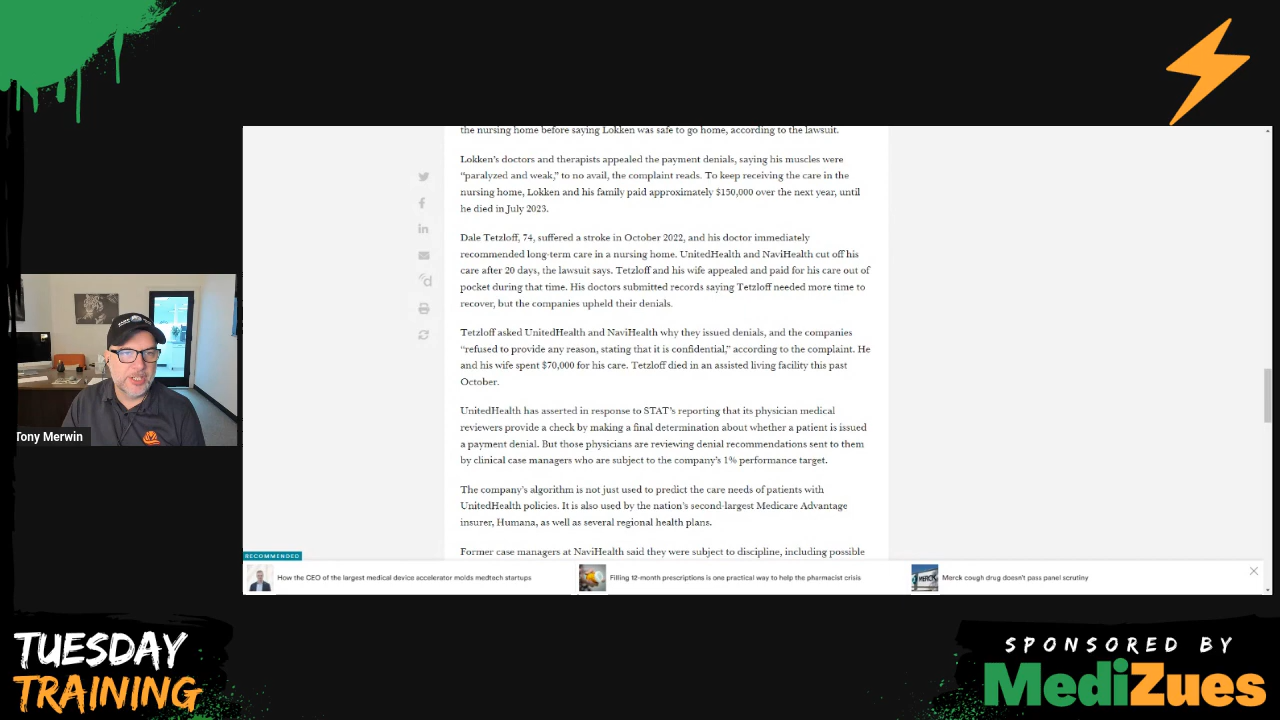 the nursing home before saying Lokken was safe to go home, according to the lawsuit.
Lokken's doctors and therapists appealed the payment denials, saying his muscles were
“paralyzed and weak,” to no avail, the complaint reads. To keep receiving the care in the
nursing home, Lokken and his family paid approximately $150,000 over the next year, until
he died in July 2023.
Dale Tetzloff, 74, suffered a stroke in October 2022, and his doctor immediately
recommended long-term care in a nursing home. UnitedHealth and NaviHealth cut off his
care after 20 days, the lawsuit says. Tetzloff and his wife appealed and paid for his care out of
pocket during that time. His doctors submitted records saying Tetzloff needed more time to
recover, but the companies upheld their denials.
Tetzloff asked UnitedHealth and NaviHealth why they issued denials, and the companies
“refused to provide any reason, stating that it is confidential,” according to the complaint. He
and his wife spent $70,000 for his care. Tetzloff died in an assisted living facility this past
October.
UnitedHealth has asserted in response to STAT's reporting that its physician medical
reviewers provide a check by making a final determination about whether a patient is issued
a payment denial. But those physicians are reviewing denial recommendations sent to them
by clinical case managers who are subject to the company's 1% performance target.
The company's algorithm is not just used to predict the care needs of patients with
UnitedHealth policies. It is also used by the nation's second-largest Medicare Advantage
insurer, Humana, as well as several regional health plans.
Former case managers at NaviHealth said they were subject to discipline, including possible
RECOMMENDED
How the CEO of the largest medical device accelerator molds medtech startups
Filling 12-month prescriptions is one practical way to help the pharmacist crisis
Merck cough drug doesn't pass panel scrutiny
Tony Merwin
TUESDAY
TRAINING
SPONSORED BY
MediZues